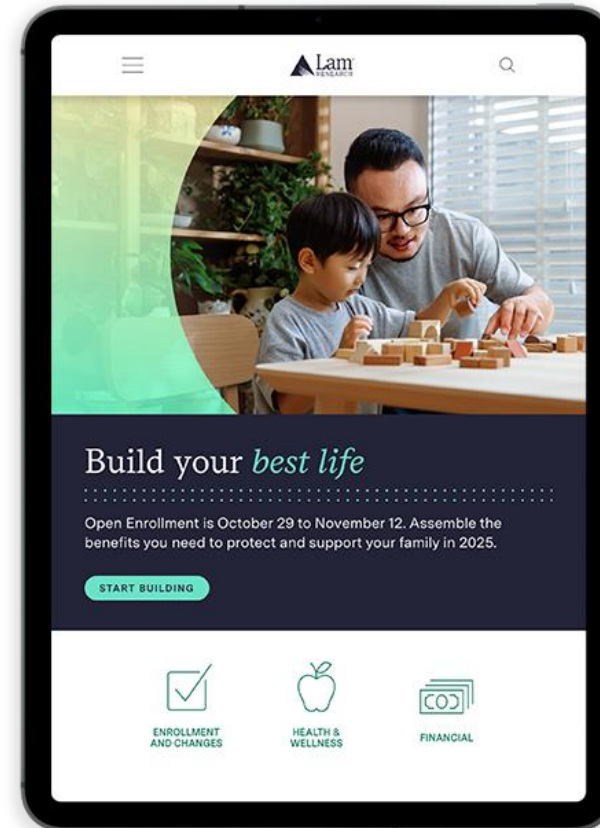 Lam
RESEARCH
Build your best life
Open Enrollment is October 29 to November 12. Assemble the
benefits you need to protect and support your family in 2025.
START BUILDING
ENROLLMENT
AND CHANGES
HEALTH &
WELLNESS
FINANCIAL